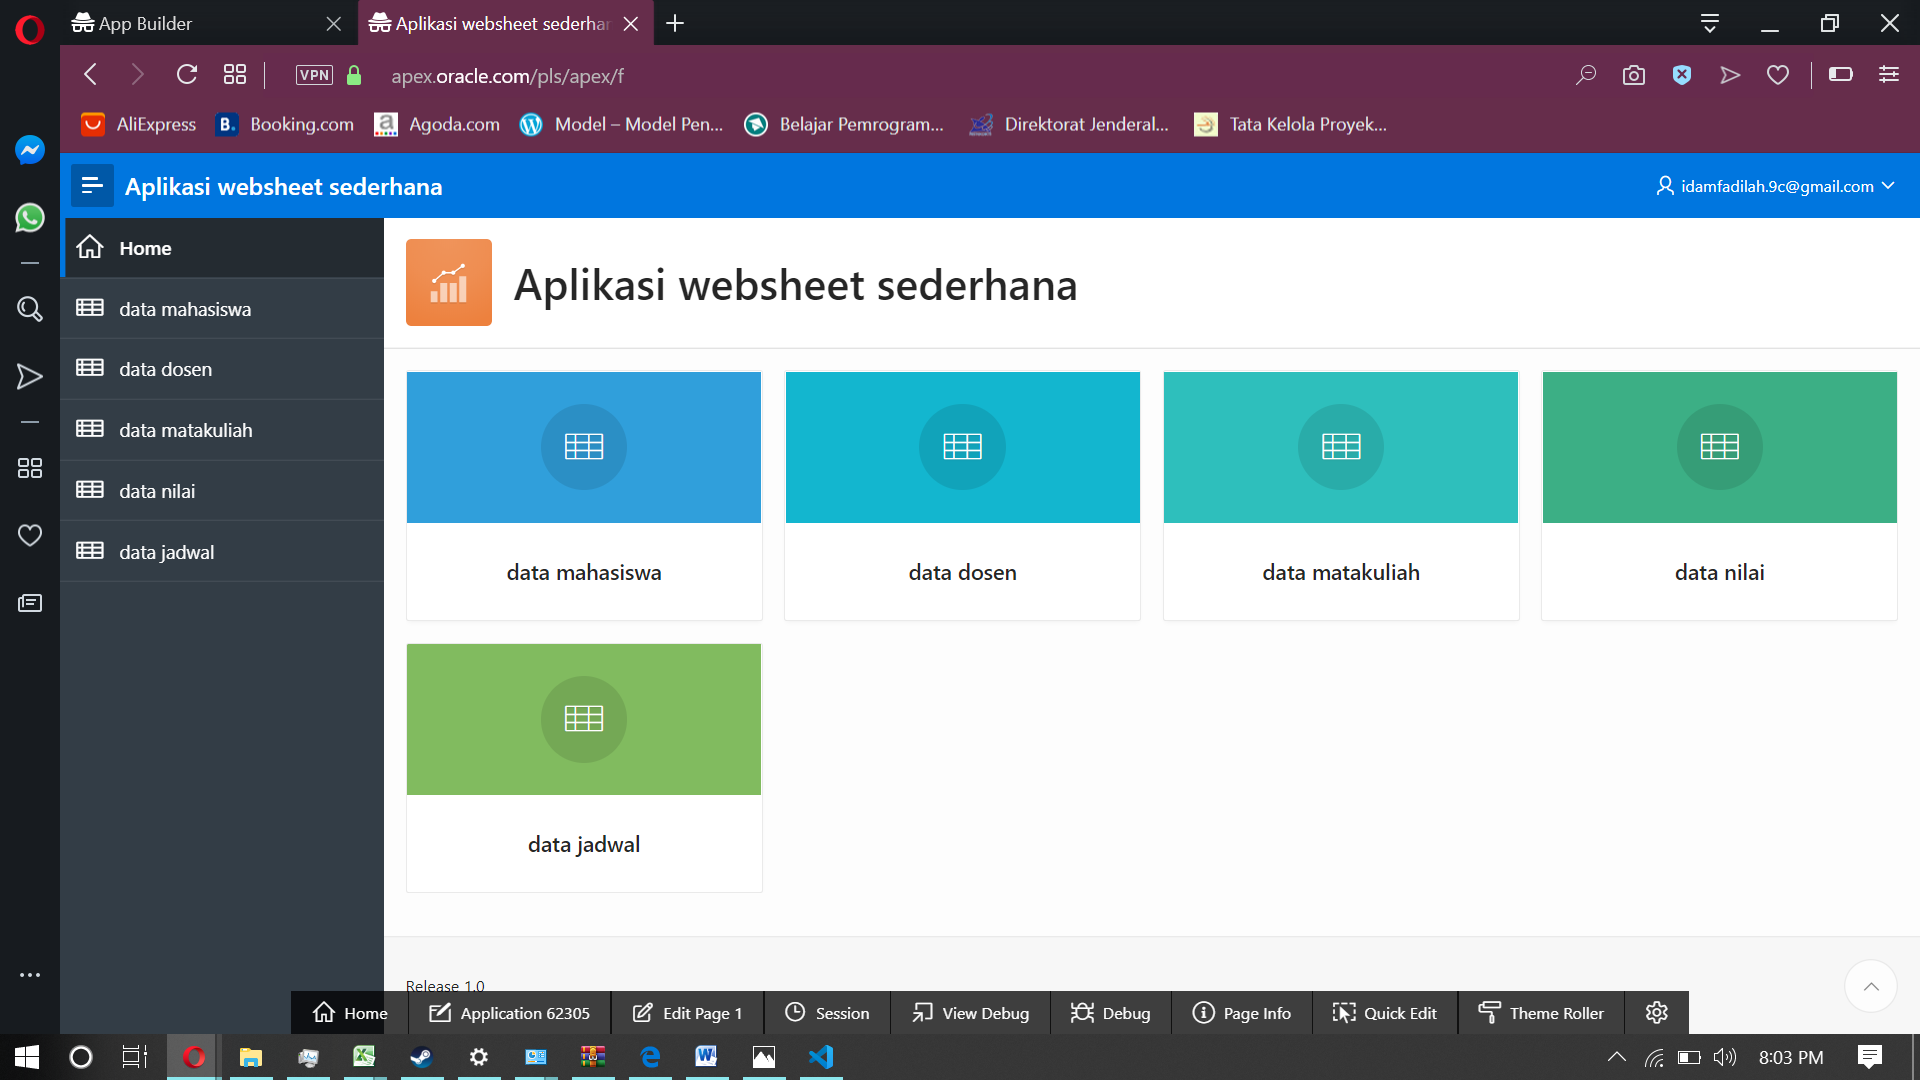 App Builder
Aplikasi websheet sederhar
VPN
apex.oracle.com/pls/apex/f
AliExpress
B. Booking.com
a Agoda.com
Model – Model Pen...
Belajar Pemrogram...
Direktorat Jenderal...
Tata Kelola Proyek...
Aplikasi websheet sederhana
idamfadilah.9c@gmail.com
Home
data mahasiswa
data dosen
data matakuliah
data nilai
data jadwal
Aplikasi websheet sederhana
data mahasiswa
data dosen
data matakuliah
data nilai
data jadwal
Release 1.0
Home
Application 62305
Edit Page 1
Session
View Debug
Debug
Page Info
Quick Edit
Theme Roller
8:03 PM